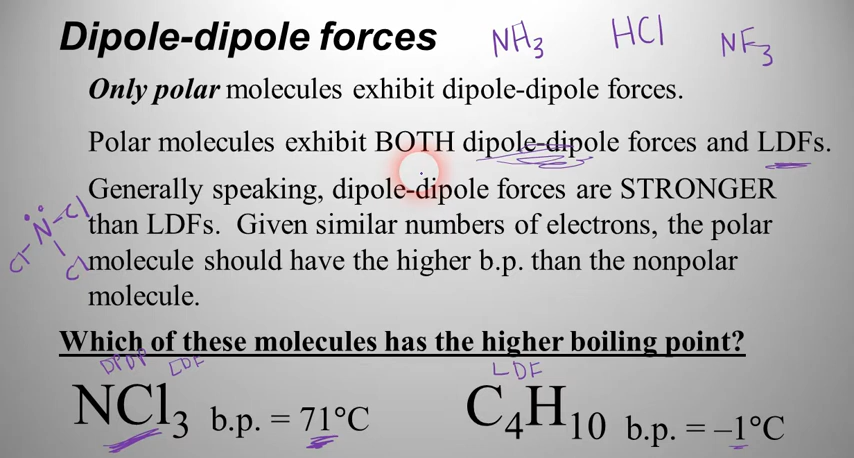 Dipole-dipole forces NH3 HCl NF3
Only polar molecules exhibit dipole-dipole forces.
Polar molecules exhibit BOTH dipole-dipole forces and LDFs.
Generally speaking, dipole-dipole forces are STRONGER
than LDFs. Given similar numbers of electrons, the polar
molecule should have the higher b.p. than the nonpolar
molecule.
N Cl
Cl Cl
Which of these molecules has the higher boiling point?
DPDP LDF LDF
NCl3 b.p. = 71°C C4H10 b.p. = –1°C